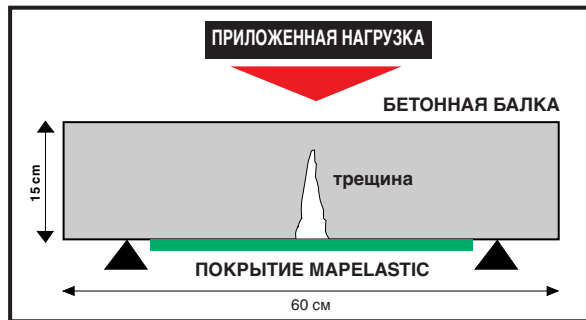 ПРИЛОЖЕННАЯ НАГРУЗКА
БЕТОННАЯ БАЛКА
15 cm
трещина
ПОКРЫТИЕ MAPELASTIC
60 см